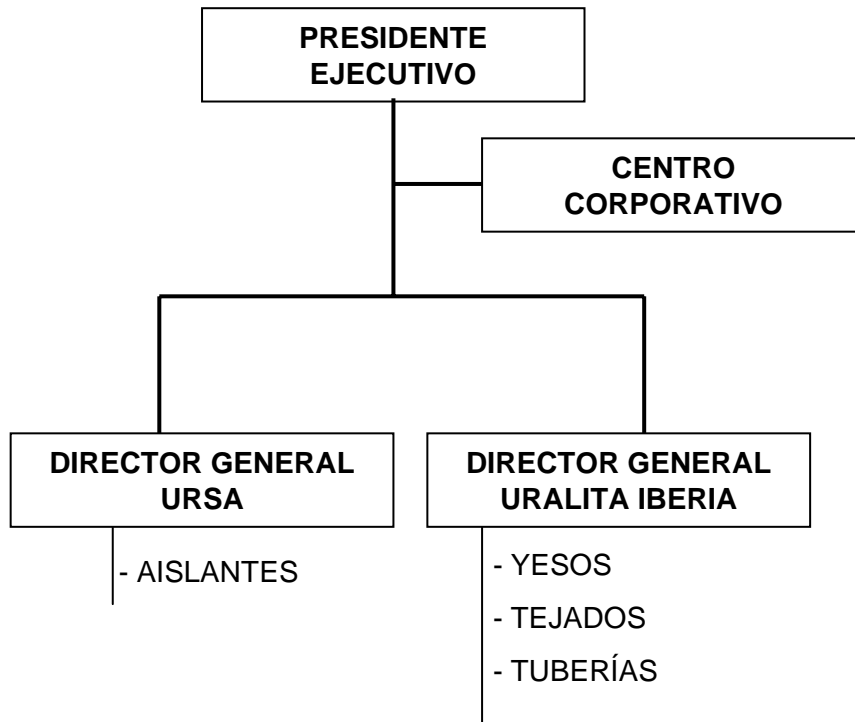 PRESIDENTE
EJECUTIVO
CENTRO
CORPORATIVO
DIRECTOR GENERAL
URSA
- AISLANTES
DIRECTOR GENERAL
URALITA IBERIA
- YESOS
- TEJADOS
- TUBERÍAS